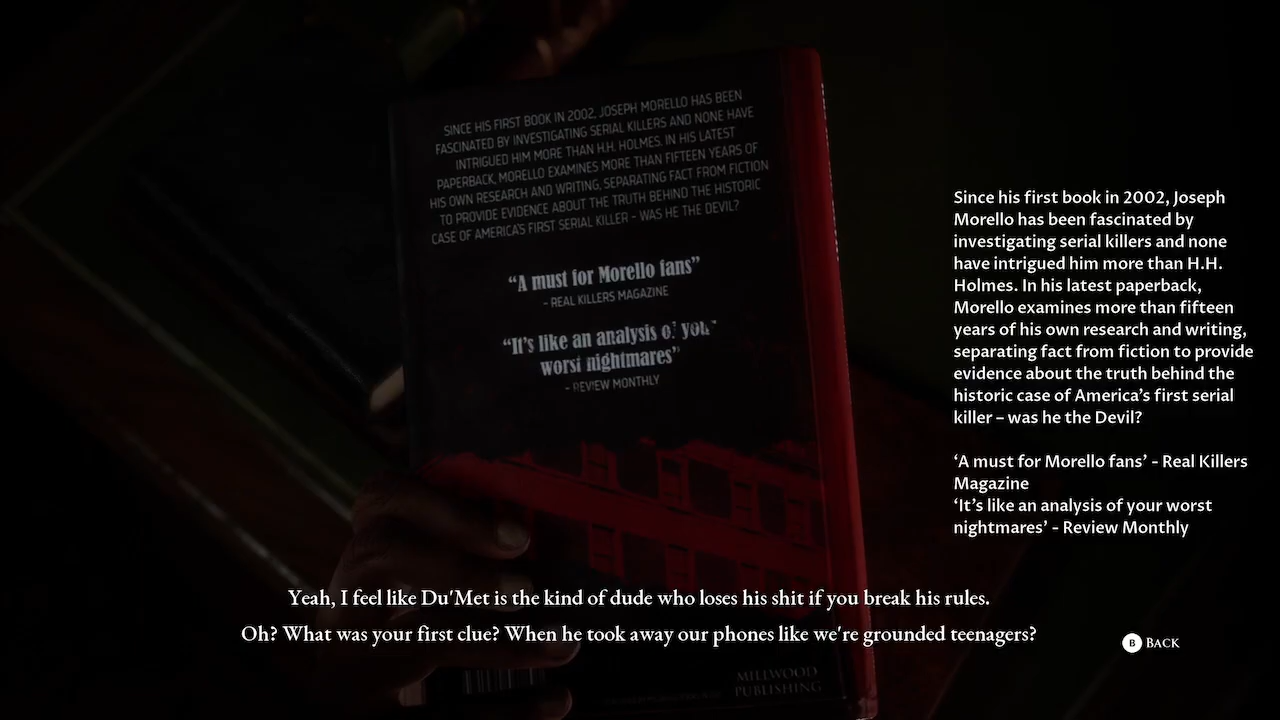 SINCE HIS FIRST BOOK IN 2002, JOSEPH MORELLO HAS BEEN
FASCINATED BY INVESTIGATING SERIAL KILLERS AND NONE HAVE
INTRIGUED HIM MORE THAN H.H. HOLMES. IN HIS LATEST
PAPERBACK, MORELLO EXAMINES MORE THAN FIFTEEN YEARS OF
HIS OWN RESEARCH AND WRITING, SEPARATING FACT FROM FICTION
TO PROVIDE EVIDENCE ABOUT THE TRUTH BEHIND THE HISTORIC
CASE OF AMERICA'S FIRST SERIAL KILLER – WAS HE THE DEVIL?
“A must for Morello fans”
- REAL KILLERS MAGAZINE
“It's like an analysis of your
worst nightmares”
- REVIEW MONTHLY
MILLWOOD
PUBLISHING
Since his first book in 2002, Joseph
Morello has been fascinated by
investigating serial killers and none
have intrigued him more than H.H.
Holmes. In his latest paperback,
Morello examines more than fifteen
years of his own research and writing,
separating fact from fiction to provide
evidence about the truth behind the
historic case of America's first serial
killer – was he the Devil?
‘A must for Morello fans’ - Real Killers
Magazine
‘It's like an analysis of your worst
nightmares’ - Review Monthly
Yeah, I feel like Du'Met is the kind of dude who loses his shit if you break his rules.
Oh? What was your first clue? When he took away our phones like we're grounded teenagers?
B BACK